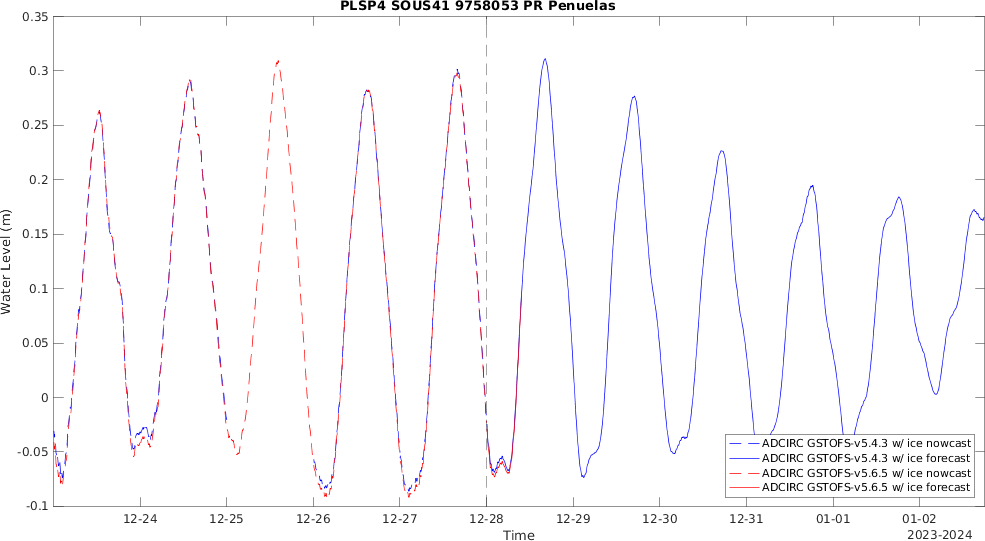 PLSP4 SOUS41 9758053 PR Penuelas
0.35
0.3
0.25
0.2
0.15
0.1
0.05
0
-0.05
-0.1
Water Level (m)
ADCIRC GSTOFS-v5.4.3 w/ ice nowcast
ADCIRC GSTOFS-v5.4.3 w/ ice forecast
ADCIRC GSTOFS-v5.6.5 w/ ice nowcast
ADCIRC GSTOFS-v5.6.5 w/ ice forecast
12-24 12-25 12-26 12-27 12-28 12-29 12-30 12-31 01-01 01-02
Time
2023-2024